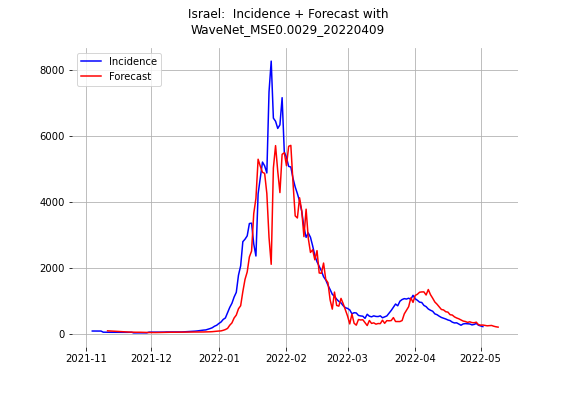 Israel:  Incidence + Forecast with
WaveNet_MSE0.0029_20220409
Incidence
Forecast
8000
6000
4000
2000
0
2021-11 2021-12 2022-01 2022-02 2022-03 2022-04 2022-05